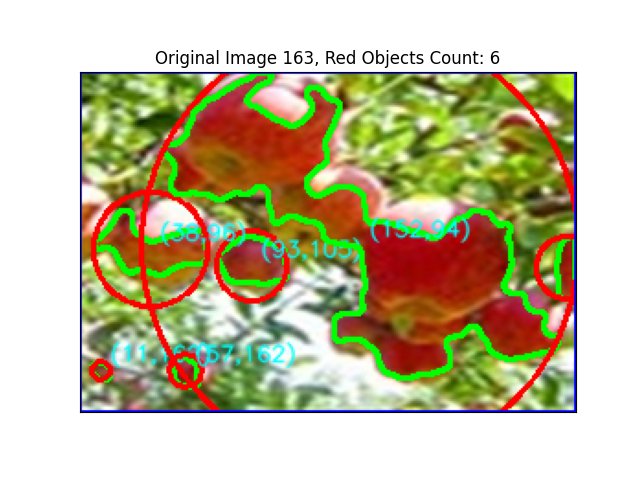 Original Image 163, Red Objects Count: 6
(38,96)
(93,105)
(152,94)
(57,162)